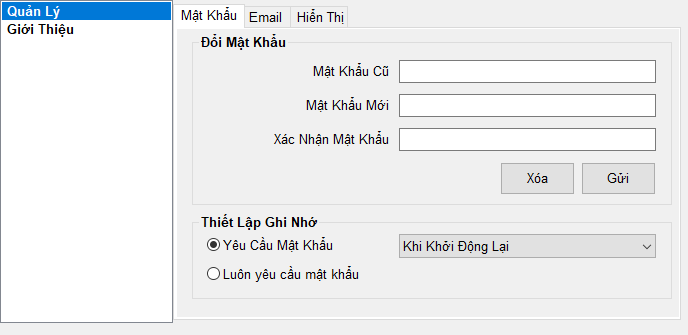 Quản Lý
Giới Thiệu
Mật Khẩu Email Hiển Thị
Đổi Mật Khẩu
Mật Khẩu Cũ
Mật Khẩu Mới
Xác Nhận Mật Khẩu
Xóa Gửi
Thiết Lập Ghi Nhớ
Yêu Cầu Mật Khẩu Khi Khởi Động Lại
Luôn yêu cầu mật khẩu